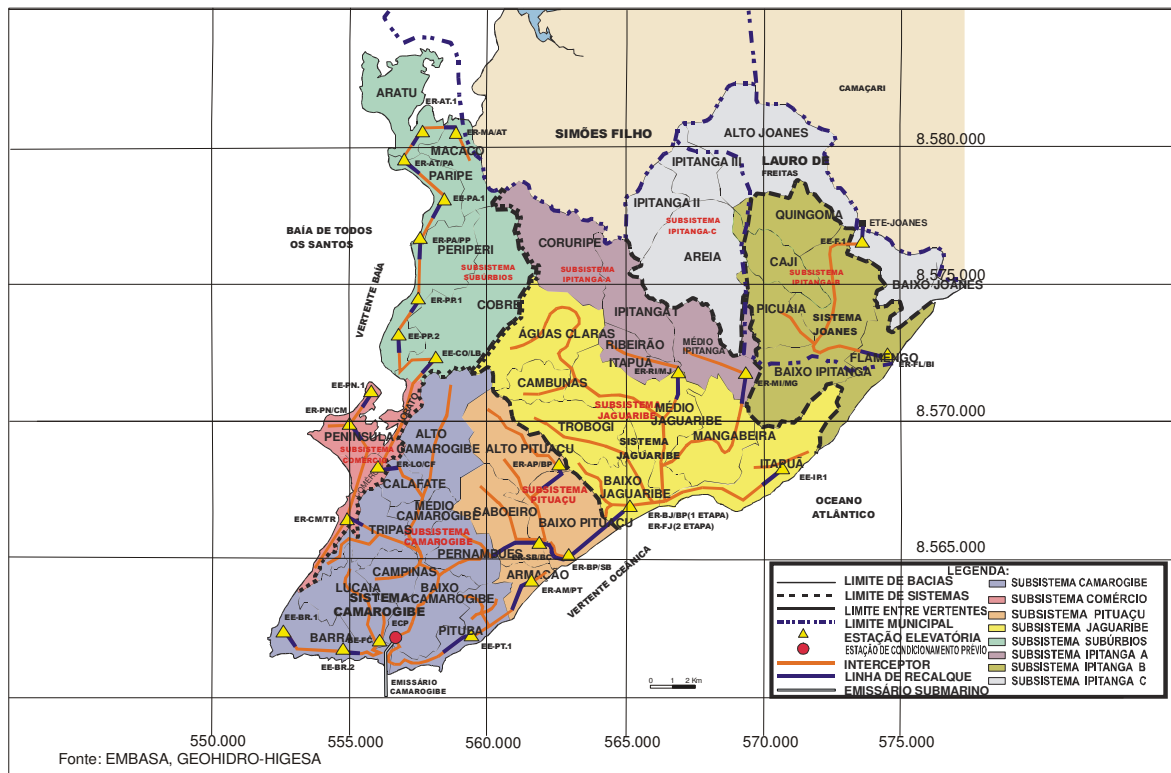 CAMAÇARI
ARATU
ER-AT.1
ER-MA/AT
SIMÕES FILHO
ALTO JOANES
8.580.000
MACACO
ER-AT/PA
IPITANGA III
LAURO DE
FREITAS
PARIPE
EE-PA.1
IPITANGA II
QUINGOMA
ETE-JOANES
SUBSISTEMA
IPITANGA-C
BAÍA DE TODOS
OS SANTOS
ER-PA/PP
CORURIPE
EE-F.1
PERIPERI
AREIA
CAJI
SUBSISTEMA
SUBÚRBIOS
SUBSISTEMA
IPITANGA-A
SUBSISTEMA
IPITANGA-B
8.575.000
BAIXO JOANES
VERTENTE BAÍA
ER-PR.1
COBRE
IPITANGA I
PICUAIA
SISTEMA
JOANES
EE-PP.2
ÁGUAS CLARAS
RIBEIRÃO
ITAPUÃ
MÉDIO
IPITANGA
EE-CO/LB
FLAMENGO
ER-FL/BI
BAIXO IPITANGA
ER-RI/MJ
ER-MI/MG
EE-PN.1
CAMBUNAS
ER-PN/CM
LOBATO
SUBSISTEMA
JAGUARIBE
MÉDIO
JAGUARIBE
8.570.000
PENÍNSULA
SUBSISTEMA
COMÉRCIO
ALTO
CAMAROGIBE
TROBOGI
SISTEMA
JAGUARIBE
MANGABEIRA
ALTO PITUAÇU
ER-LO/CF
ER-AP/BP
ITAPUÃ
EE-IR1
CALAFATE
SUBSISTEMA
PITUAÇU
BAIXO
JAGUARIBE
OCEANO
ATLÂNTICO
MÉDIO
CAMAROGIBE
SABOEIRO
BAIXO PITUAÇU
ER-BJ/BP(1 ETAPA)
ER-FJ(2 ETAPA)
ER-CM/TR
TRIPAS
SUBSISTEMA
CAMAROGIBE
PERNAMBUÉS
ER-SB/BC
ER-BP/SB
VERTENTE OCEÂNICA
8.565.000
CAMPINAS
ARMAÇÃO
ER-AM/PT
LUCAIA
SISTEMA
CAMAROGIBE
BAIXO
CAMAROGIBE
EE-BR.1
ECP
BARRA
EE-FC
PITUBA
EE-PT.1
EE-BR.2
EMISSÁRIO
CAMAROGIBE
0 1 2 Km
LEGENDA:
LIMITE DE BACIAS
LIMITE DE SISTEMAS
LIMITE ENTRE VERTENTES
LIMITE MUNICIPAL
ESTAÇÃO ELEVATÓRIA
ESTAÇÃO DE CONDICIONAMENTO PRÉVIO
INTERCEPTOR
LINHA DE RECALQUE
EMISSÁRIO SUBMARINO
SUBSISTEMA CAMAROGIBE
SUBSISTEMA COMÉRCIO
SUBSISTEMA PITUAÇU
SUBSISTEMA JAGUARIBE
SUBSISTEMA SUBÚRBIOS
SUBSISTEMA IPITANGA A
SUBSISTEMA IPITANGA B
SUBSISTEMA IPITANGA C
550.000 555.000 560.000 565.000 570.000 575.000
Fonte: EMBASA, GEOHIDRO-HIGESA